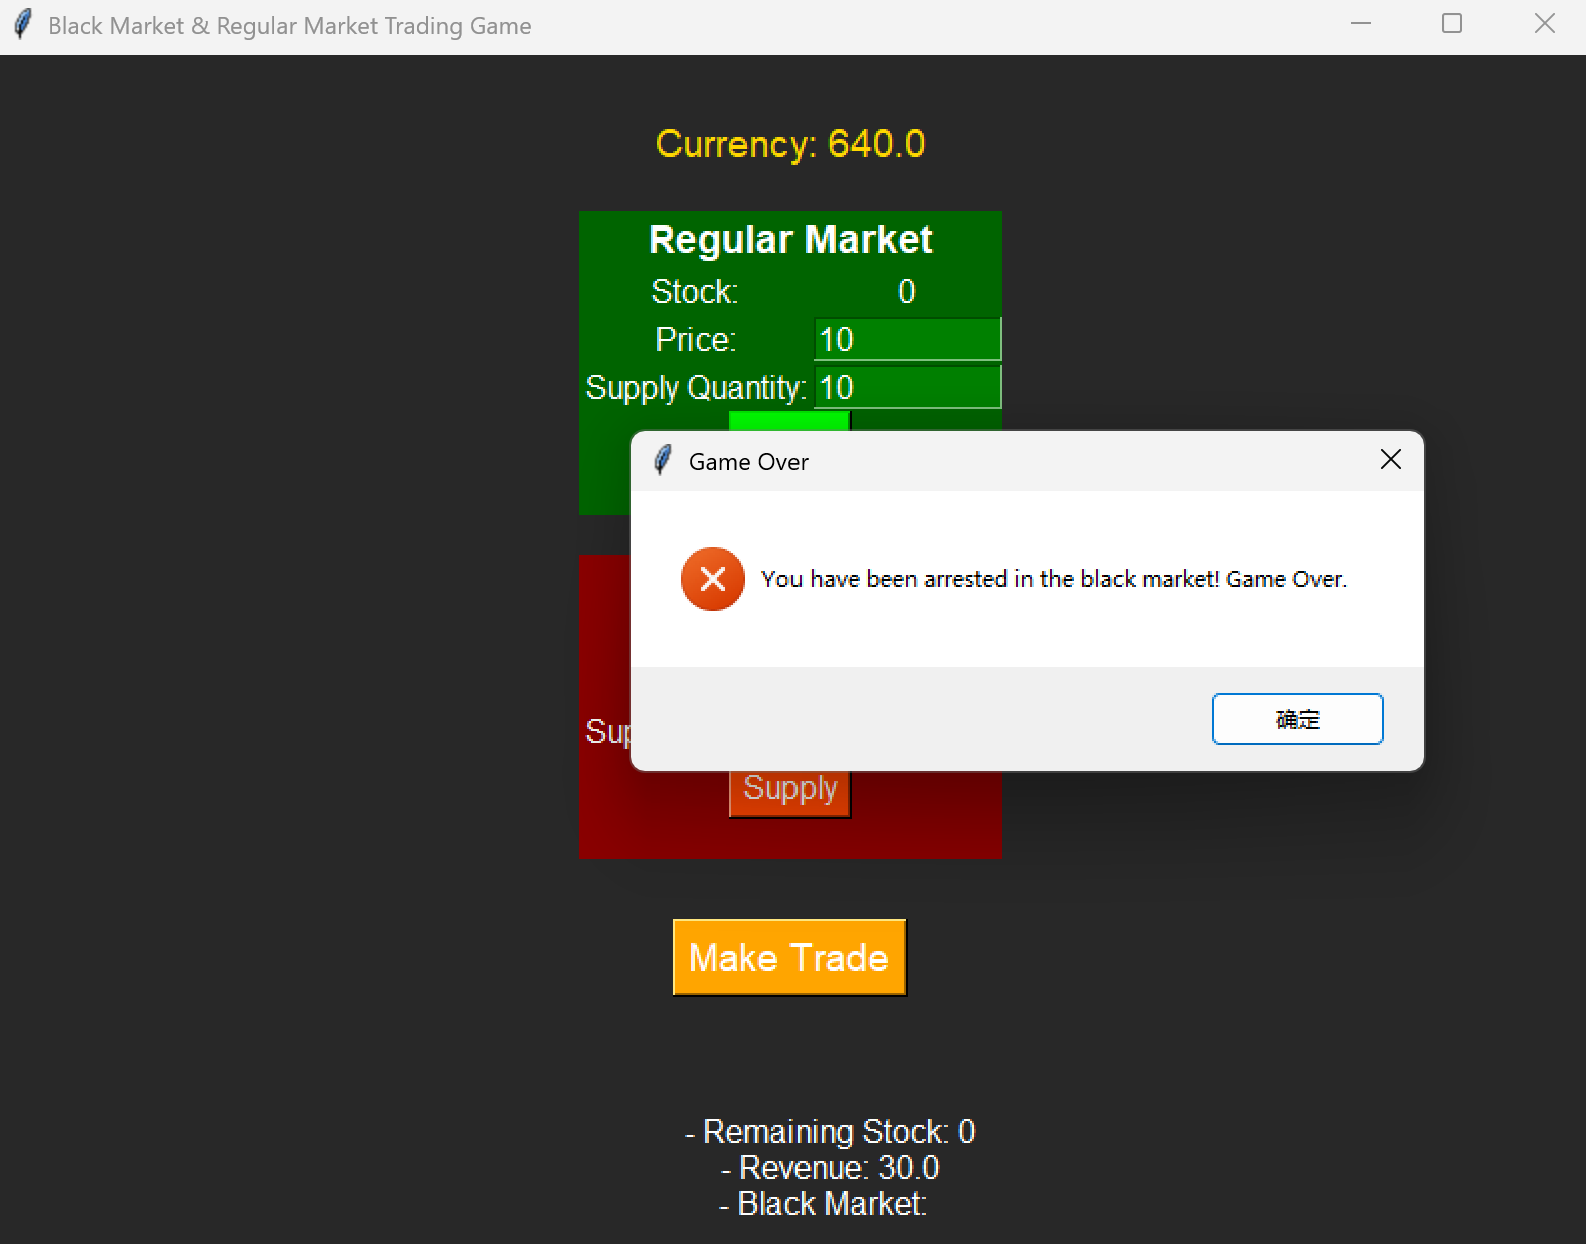 Black Market & Regular Market Trading Game
Currency: 640.0
Regular Market
Stock: 0
Price: 10
Supply Quantity: 10
Game Over
You have been arrested in the black market! Game Over.
确定
Supply
Make Trade
- Remaining Stock: 0
- Revenue: 30.0
- Black Market: